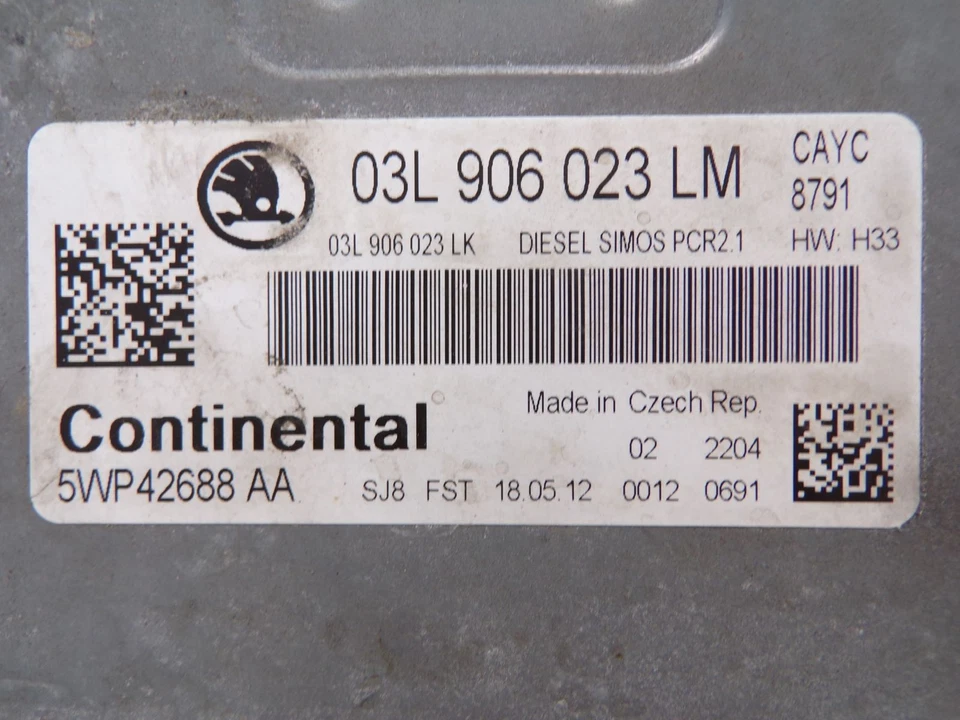 03L 906 023 LM
CAYC
8791
03L 906 023 LK DIESEL SIMOS PCR2.1 HW: H33
Continental
Made in Czech Rep.
02 2204
5WP42688 AA
SJ8 FST 18.05.12 0012 0691